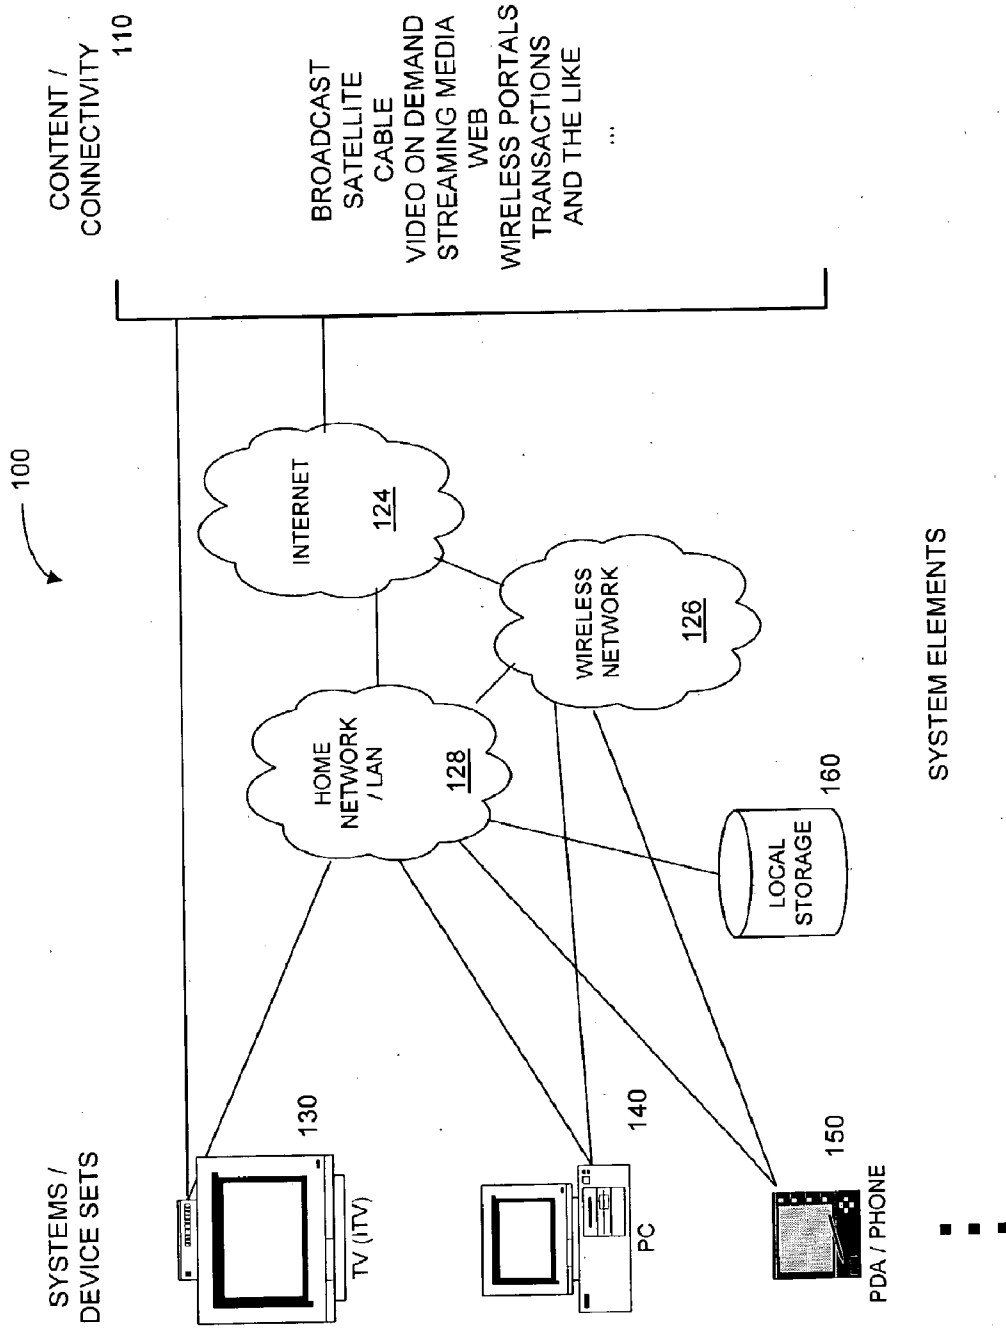 100
SYSTEMS /
DEVICE SETS
CONTENT /
CONNECTIVITY
110
TV (ITV)
130
PC
140
PDA / PHONE
150
HOME
NETWORK
/ LAN
128
INTERNET
124
WIRELESS
NETWORK
126
LOCAL
STORAGE
160
BROADCAST
SATELLITE
CABLE
VIDEO ON DEMAND
STREAMING MEDIA
WEB
WIRELESS PORTALS
TRANSACTIONS
AND THE LIKE
...
SYSTEM ELEMENTS